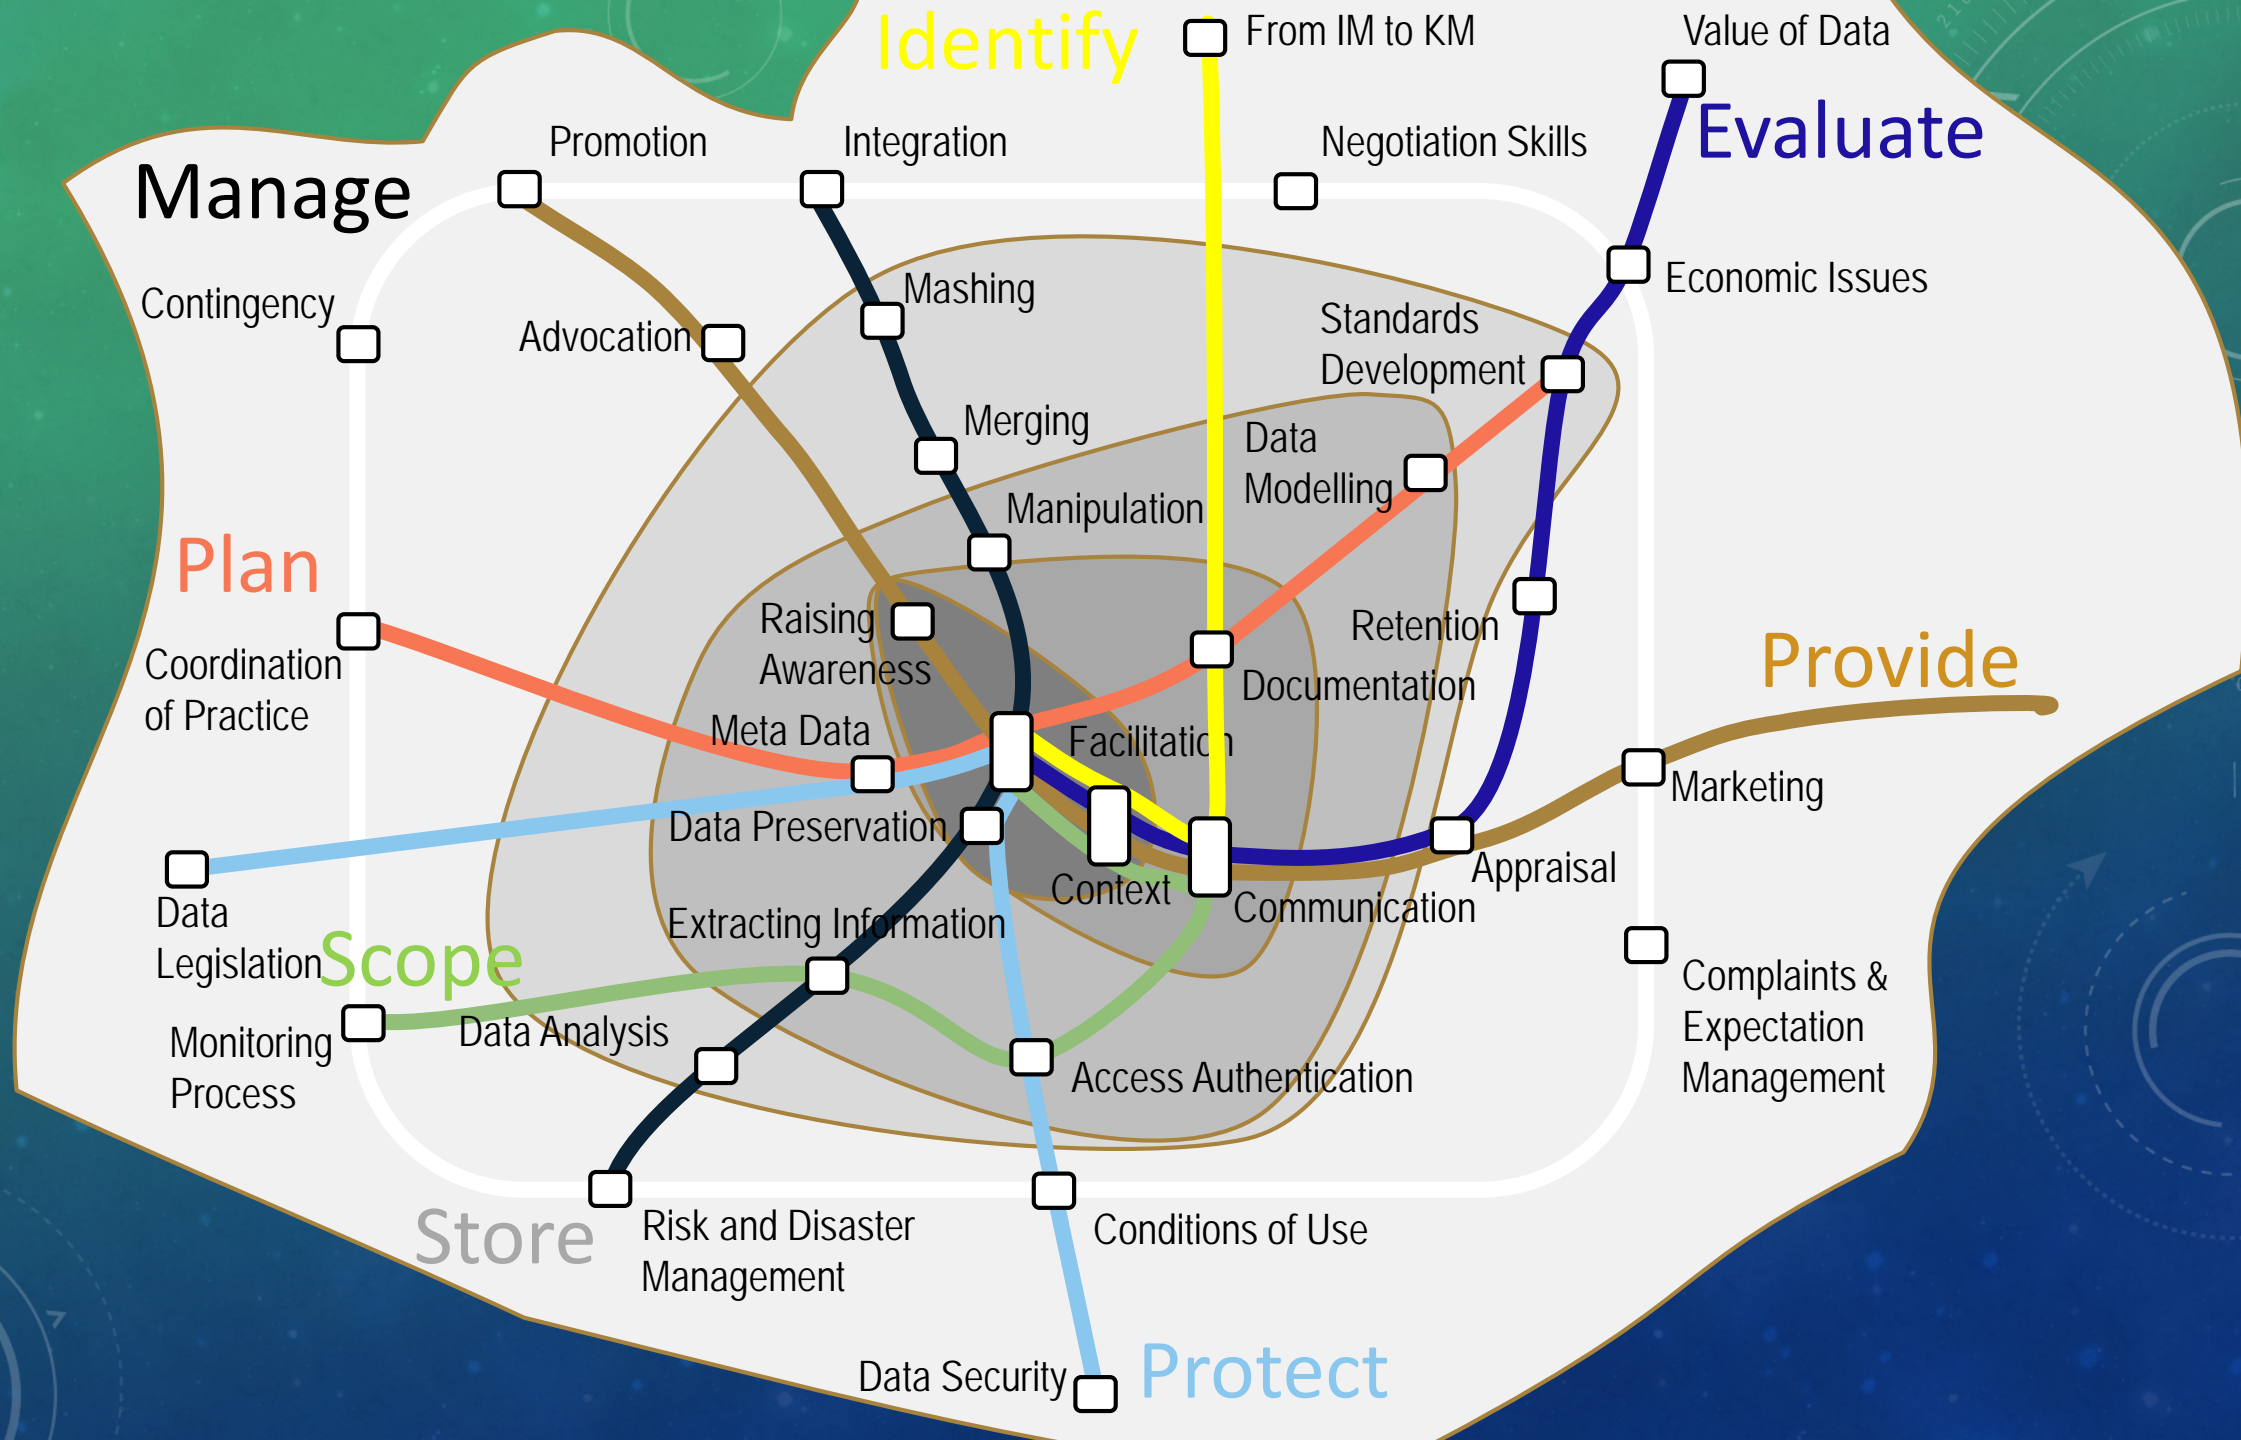 Identify
From IM to KM
Value of Data
Evaluate
Promotion
Integration
Negotiation Skills
Manage
Contingency
Mashing
Economic Issues
Advocation
Standards
Development
Merging
Data
Modelling
Manipulation
Plan
Raising
Awareness
Retention
Coordination
of Practice
Documentation
Provide
Meta Data
Facilitation
Marketing
Data Preservation
Context
Appraisal
Communication
Data
Legislation
Scope
Extracting Information
Complaints &
Expectation
Management
Monitoring
Process
Data Analysis
Access Authentication
Store
Risk and Disaster
Management
Conditions of Use
Data Security
Protect